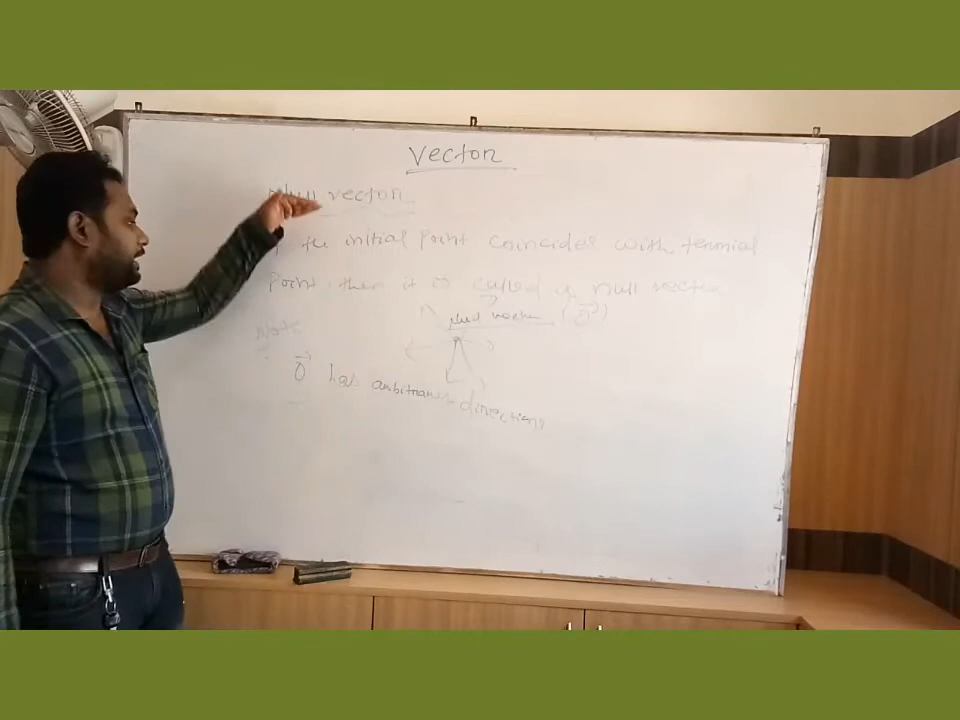 Vector
Null vector
If the initial point coincides with terminal
point, then it is called a null vector
Null vector (0⃗)
Note
0⃗ has arbitrary directions